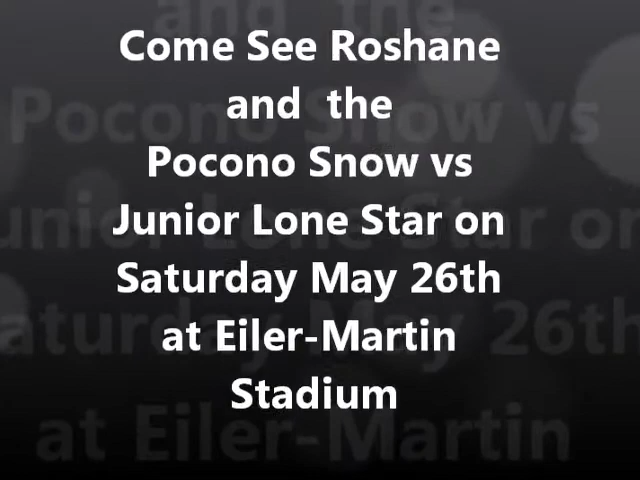 Come See Roshane
and the
Pocono Snow vs
Junior Lone Star on
Saturday May 26th
at Eiler-Martin
Stadium